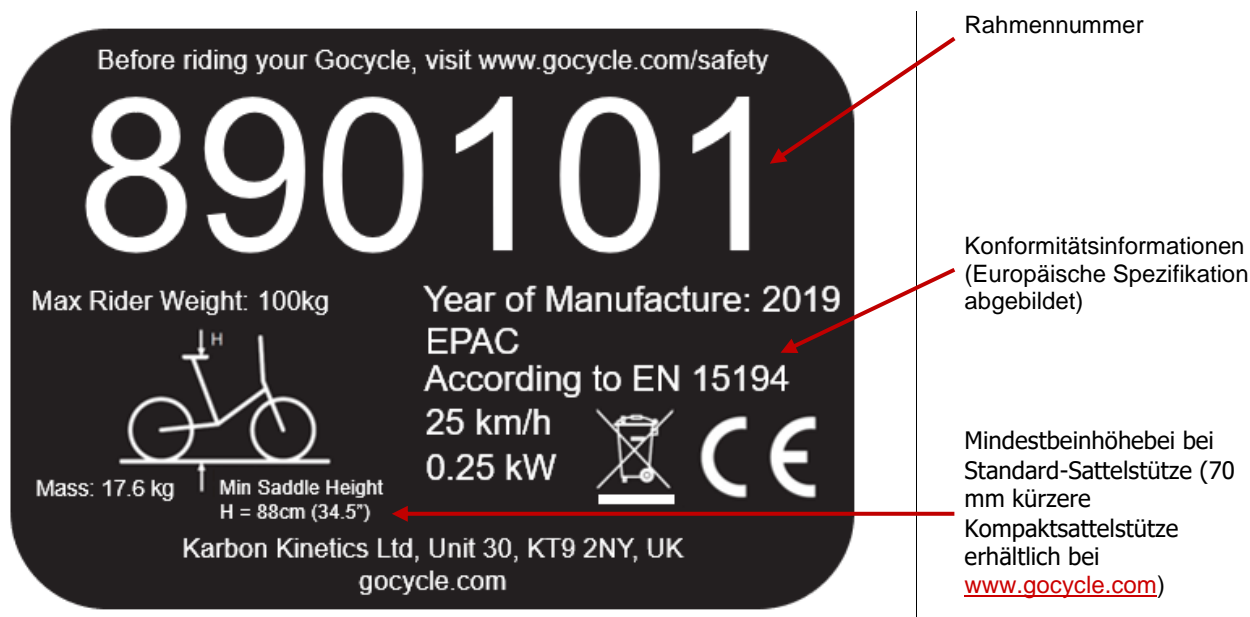 Before riding your Gocycle, visit www.gocycle.com/safety
890101
Max Rider Weight: 100kg
H
Mass: 17.6 kg
Min Saddle Height
H = 88cm (34.5")
Year of Manufacture: 2019
EPAC
According to EN 15194
25 km/h
0.25 kW
CE
Karbon Kinetics Ltd, Unit 30, KT9 2NY, UK
gocycle.com
Rahmennummer
Konformitätsinformationen
(Europäische Spezifikation
abgebildet)
Mindestbeinhöhebei bei
Standard-Sattelstütze (70
mm kürzere
Kompaktsattelstütze
erhältlich bei
www.gocycle.com)